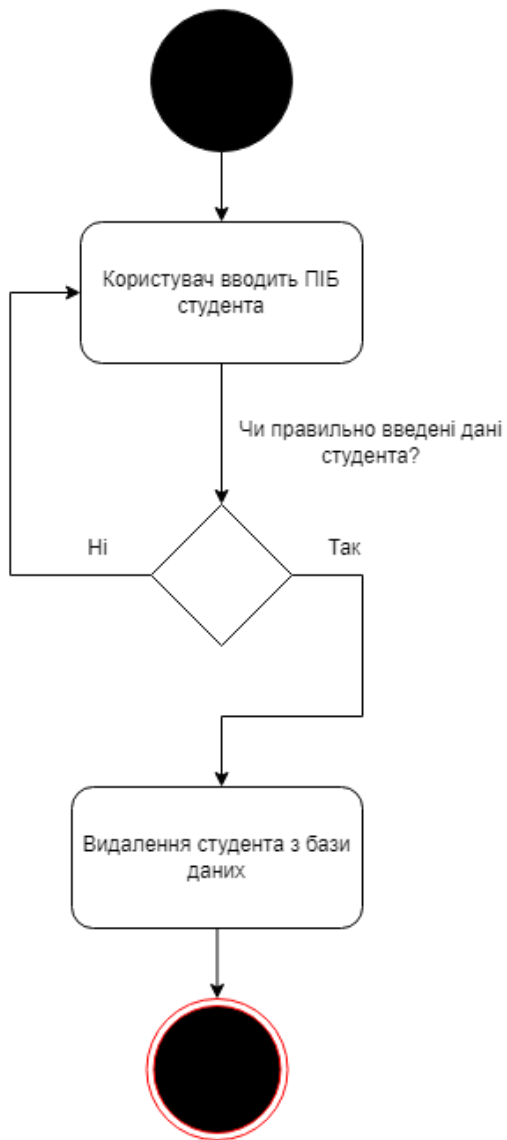 Користувач вводить ПІБ
студента
Чи правильно введені дані
студента?
Ні
Так
Видалення студента з бази
даних